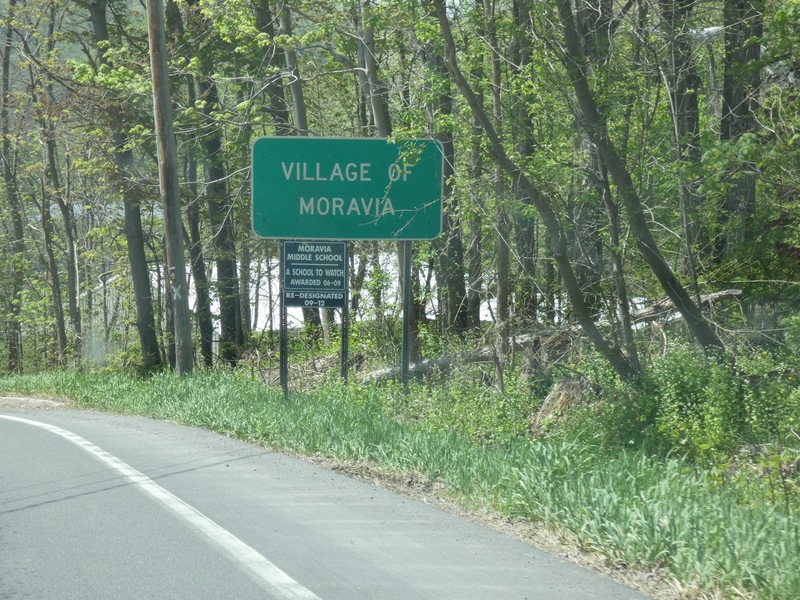 VILLAGE OF
MORAVIA
MORAVIA
MIDDLE SCHOOL
A SCHOOL TO WATCH
AWARDED 06-09
RE-DESIGNATED
09-12